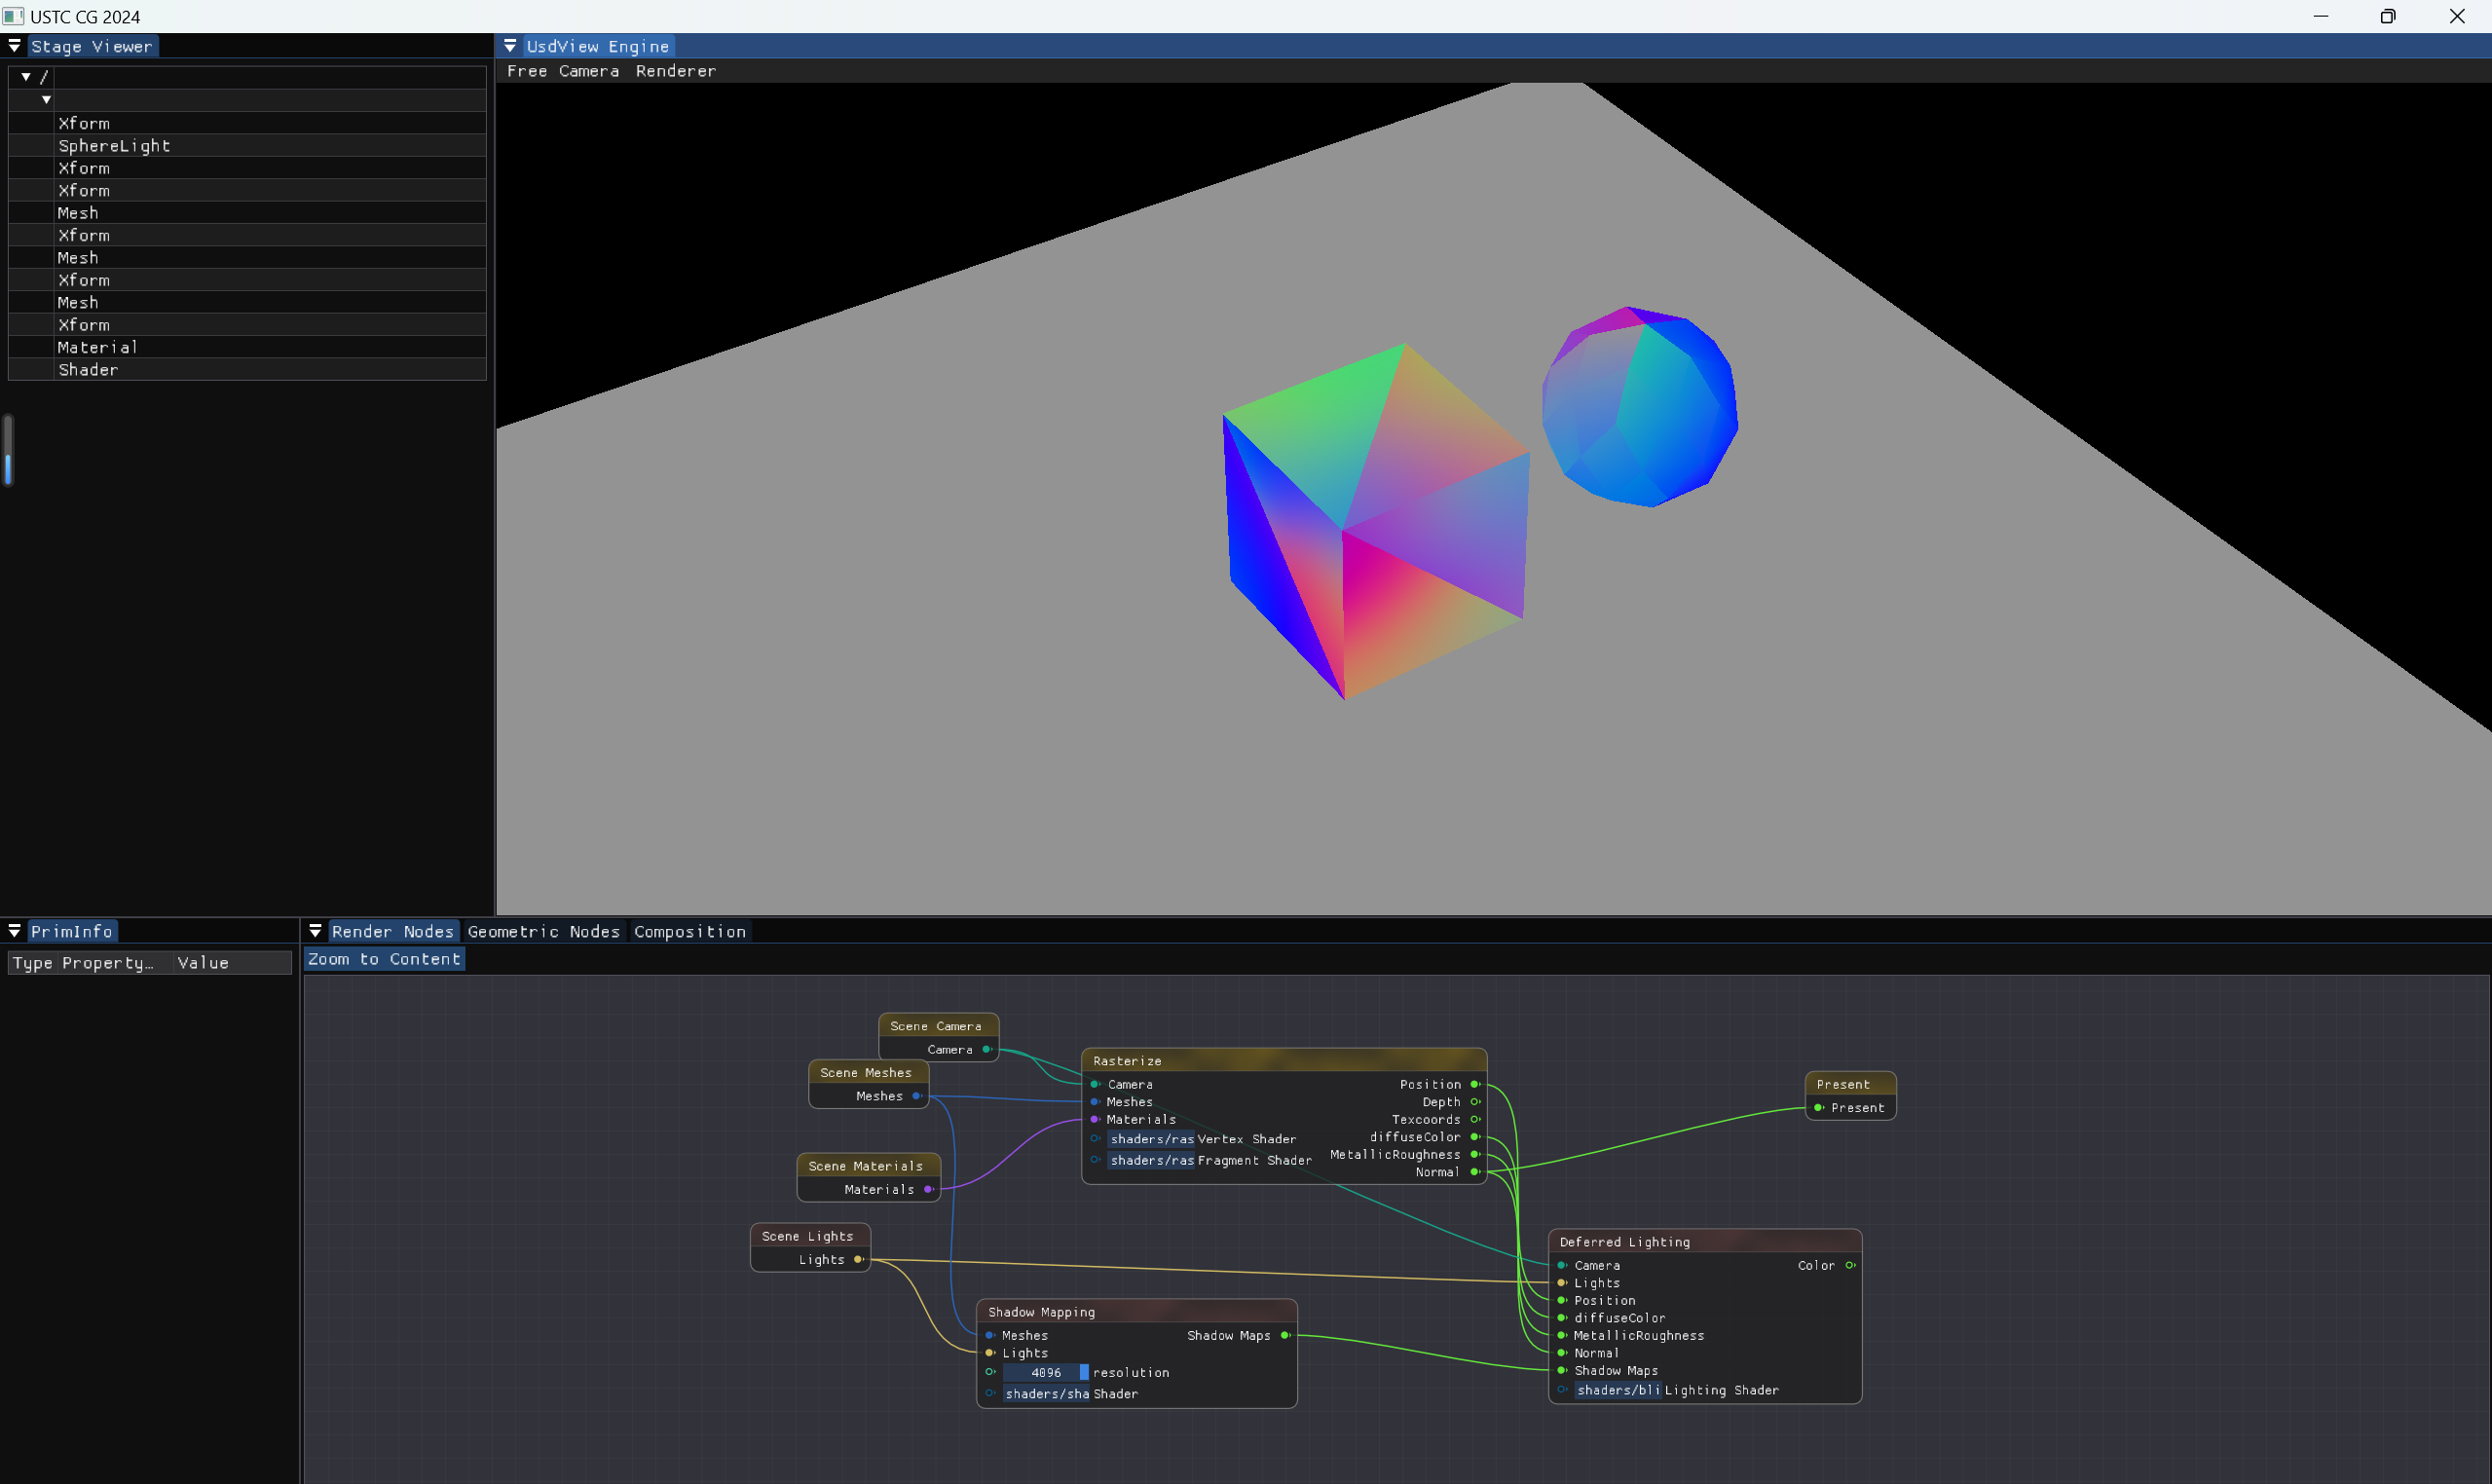 USTC CG 2024
Stage Viewer
/
Xform
SphereLight
Xform
Xform
Mesh
Xform
Mesh
Xform
Mesh
Xform
Material
Shader
UsdView Engine
Free Camera Renderer
PrimInfo
Type Property… Value
Render Nodes Geometric Nodes Composition
Zoom to Content
Scene Camera
Camera
Scene Meshes
Meshes
Scene Materials
Materials
Scene Lights
Lights
Rasterize
Camera Position
Meshes Depth
Materials Texcoords
shaders/ras Vertex Shader diffuseColor
MetallicRoughness
shaders/ras Fragment Shader
Normal
Present
Present
Shadow Mapping
Meshes Shadow Maps
Lights
4096 resolution
shaders/sha Shader
Deferred Lighting
Camera Color
Lights
Position
diffuseColor
MetallicRoughness
Normal
Shadow Maps
shaders/bli Lighting Shader